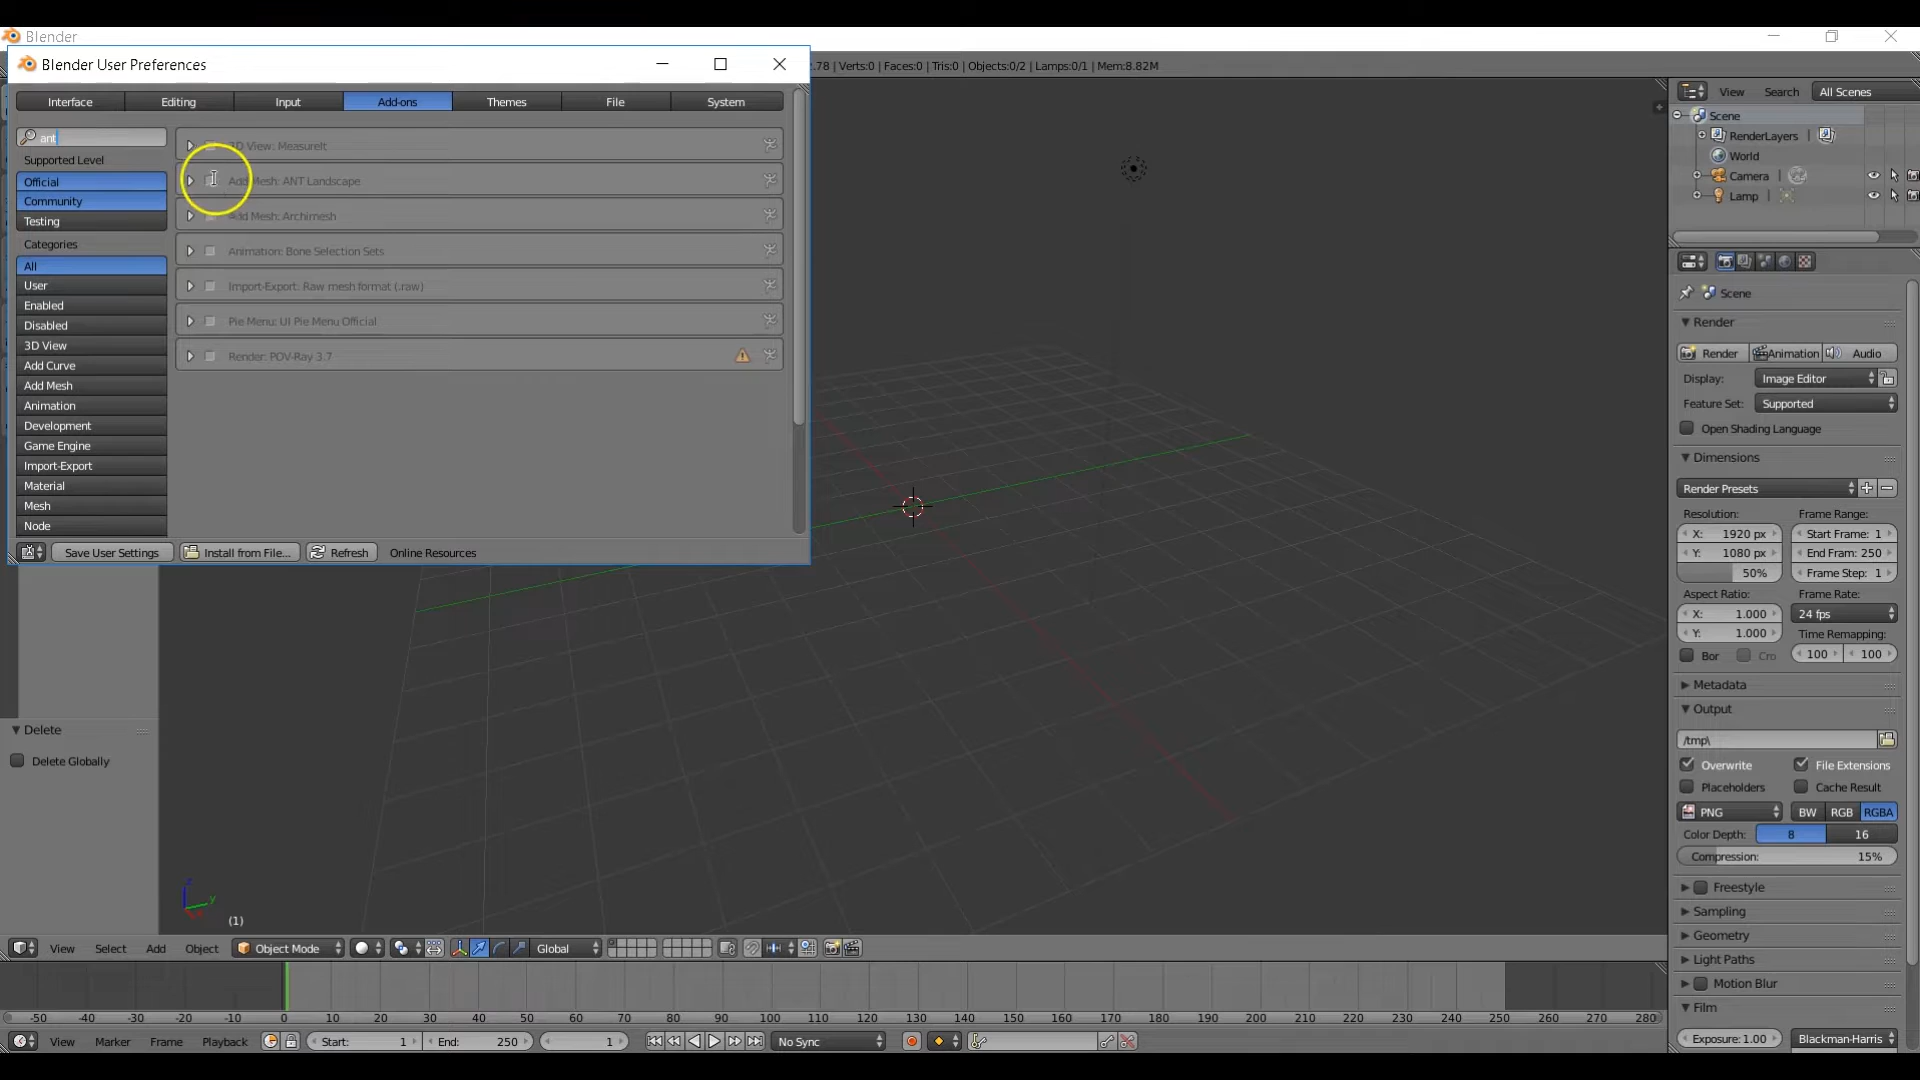 Blender
Blender User Preferences
.78 | Verts:0 | Faces:0 | Tris:0 | Objects:0/2 | Lamps:0/1 | Mem:8.82M
Interface
Editing
Input
Add-ons
Themes
File
System
ant
Supported Level
Official
Community
Testing
Categories
All
User
Enabled
Disabled
3D View
Add Curve
Add Mesh
Animation
Development
Game Engine
Import-Export
Material
Mesh
Node
3D View: MeasureIt
Add Mesh: ANT Landscape
Add Mesh: Archimesh
Animation: Bone Selection Sets
Import-Export: Raw mesh format (.raw)
Pie Menu: UI Pie Menu Official
Render: POV-Ray 3.7
Save User Settings
Install from File...
Refresh
Online Resources
Delete
Delete Globally
z
y
(1)
View
Select
Add
Object
Object Mode
Global
-50 -40 -30 -20 -10 0 10 20 30 40 50 60 70 80 90 100 110 120 130 140 150 160 170 180 190 200 210 220 230 240 250 260 270 280
View
Marker
Frame
Playback
Start: 1
End: 250
1
No Sync
View
Search
All Scenes
Scene
RenderLayers
World
Camera
Lamp
Scene
Render
Render
Animation
Audio
Display: Image Editor
Feature Set: Supported
Open Shading Language
Dimensions
Render Presets
Resolution: Frame Range:
X: 1920 px Start Frame: 1
Y: 1080 px End Fram: 250
50% Frame Step: 1
Aspect Ratio: Frame Rate:
X: 1.000 24 fps
Y: 1.000 Time Remapping:
Bor Cro 100 100
Metadata
Output
/tmp\
Overwrite File Extensions
Placeholders Cache Result
PNG BW RGB RGBA
Color Depth: 8 16
Compression: 15%
Freestyle
Sampling
Geometry
Light Paths
Motion Blur
Film
Exposure: 1.00 Blackman-Harris